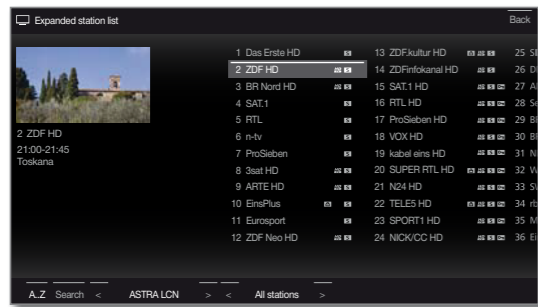 Expanded station list
Back
2 ZDF HD
21:00-21:45
Toskana
1 Das Erste HD
2 ZDF HD
3 BR Nord HD
4 SAT.1
5 RTL
6 n-tv
7 ProSieben
8 3sat HD
9 ARTE HD
10 EinsPlus
11 Eurosport
12 ZDF Neo HD
13 ZDF.kultur HD
14 ZDFinfokanal HD
15 SAT.1 HD
16 RTL HD
17 ProSieben HD
18 VOX HD
19 kabel eins HD
20 SUPER RTL HD
21 N24 HD
22 TELE5 HD
23 SPORT1 HD
24 NICK/CC HD
25
26
27
28
29
30
31
32
33
34
35
36
A..Z Search < ASTRA LCN > < All stations >